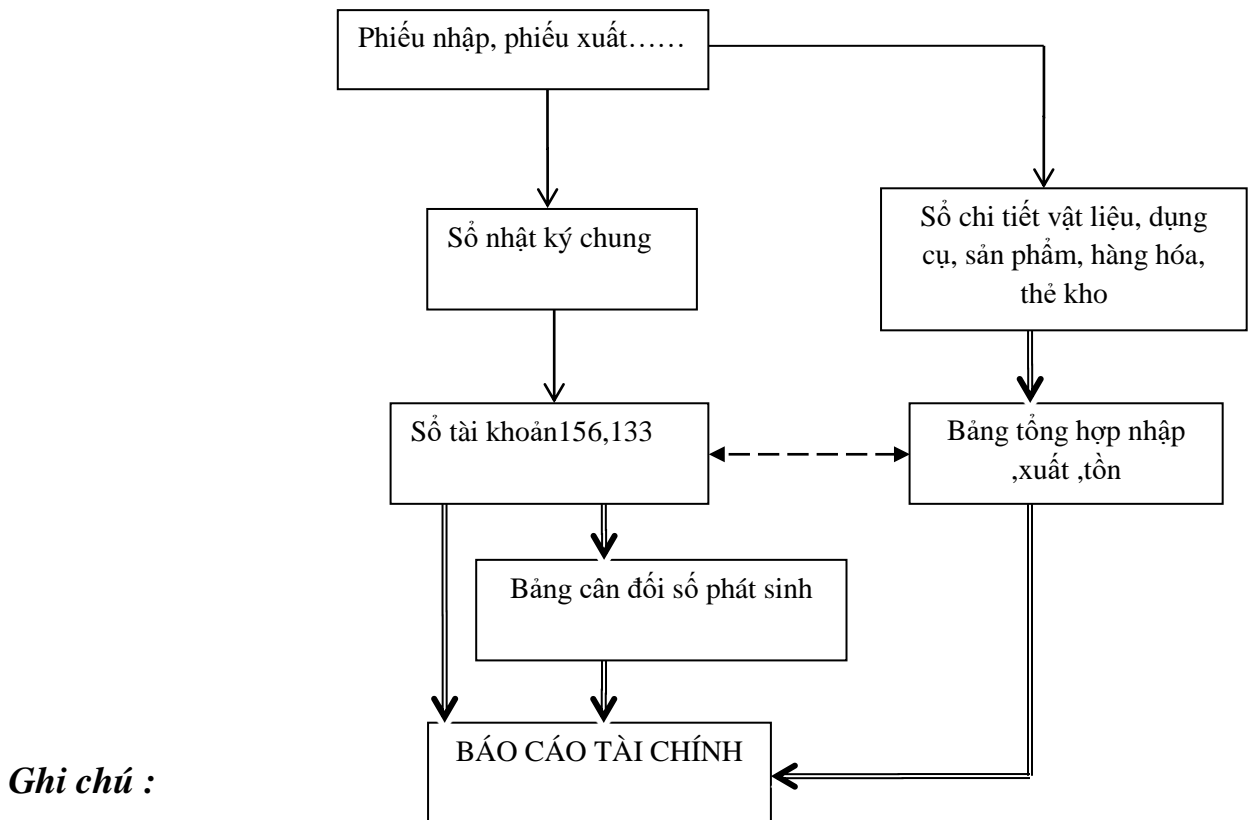 Phiếu nhập, phiếu xuất……
Sổ nhật ký chung
Sổ chi tiết vật liệu, dụng
cụ, sản phẩm, hàng hóa,
thẻ kho
Sổ tài khoản156,133
Bảng tổng hợp nhập
,xuất ,tồn
Bảng cân đối số phát sinh
BÁO CÁO TÀI CHÍNH
Ghi chú :